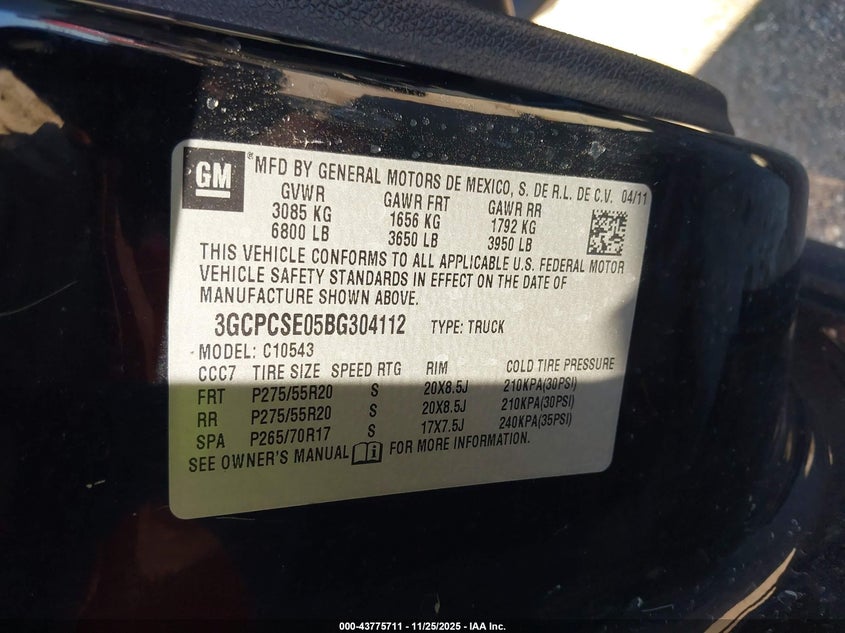 GM
® MFD BY GENERAL MOTORS DE MEXICO, S. DE R.L. DE C.V. 04/11
GVWR GAWR FRT GAWR RR
3085 KG 1656 KG 1792 KG
6800 LB 3650 LB 3950 LB
THIS VEHICLE CONFORMS TO ALL APPLICABLE U.S. FEDERAL MOTOR
VEHICLE SAFETY STANDARDS IN EFFECT ON THE DATE OF
MANUFACTURE SHOWN ABOVE.
3GCPCSE05BG304112 TYPE: TRUCK
MODEL: C10543
CCC7 TIRE SIZE SPEED RTG RIM COLD TIRE PRESSURE
FRT P275/55R20 S 20X8.5J 210KPA(30PSI)
RR P275/55R20 S 20X8.5J 210KPA(30PSI)
SPA P265/70R17 S 17X7.5J 240KPA(35PSI)
SEE OWNER'S MANUAL i FOR MORE INFORMATION.
000-43775711 - 11/25/2025 - IAA Inc.